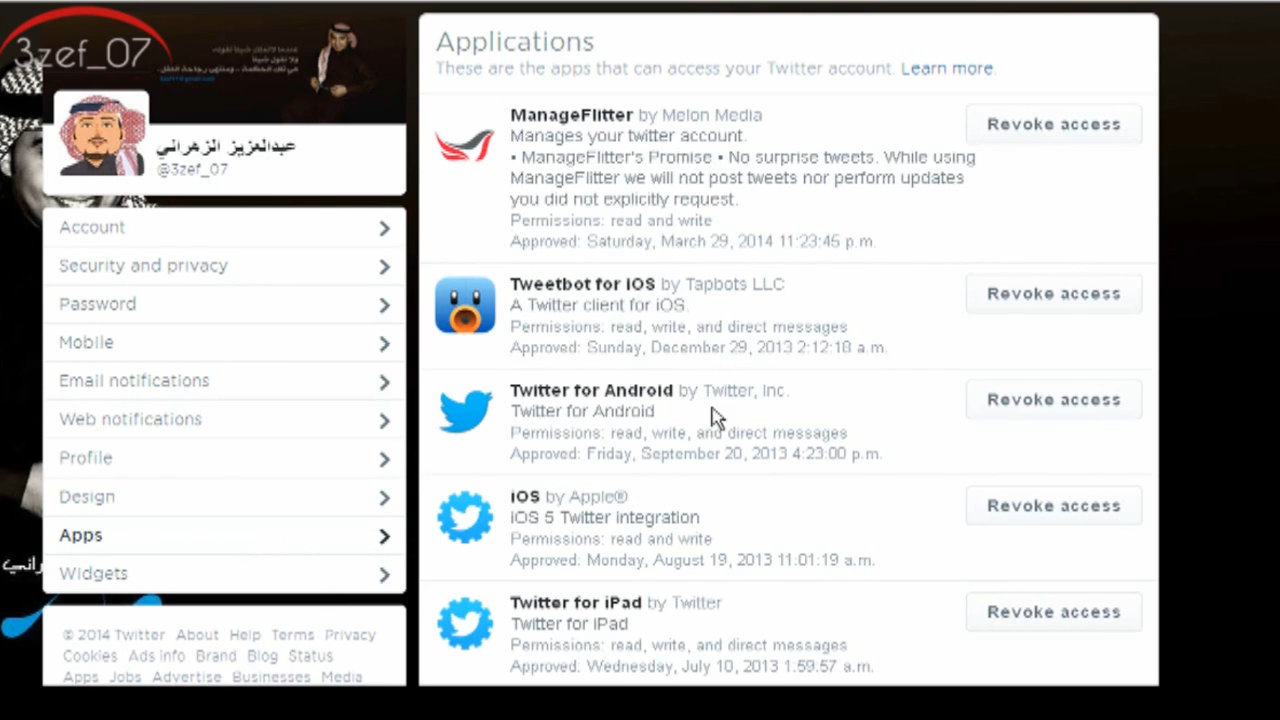 3zef_07
عبدالعزيز الزهراني
@3zef_07
Account
Security and privacy
Password
Mobile
Email notifications
Web notifications
Profile
Design
Apps
Widgets
© 2014 Twitter About Help Terms Privacy
Cookies Ads info Brand Blog Status
Apps Jobs Advertise Businesses Media
Applications
These are the apps that can access your Twitter account. Learn more.
ManageFlitter by Melon Media
Revoke access
Manages your twitter account.
• ManageFlitter's Promise • No surprise tweets. While using
ManageFlitter we will not post tweets nor perform updates
you did not explicitly request.
Permissions: read and write
Approved: Saturday, March 29, 2014 11:23:45 p.m.
Tweetbot for iOS by Tapbots LLC
Revoke access
A Twitter client for iOS.
Permissions: read, write, and direct messages
Approved: Sunday, December 29, 2013 2:12:18 a.m.
Twitter for Android by Twitter, Inc.
Revoke access
Twitter for Android
Permissions: read, write, and direct messages
Approved: Friday, September 20, 2013 4:23:00 p.m.
iOS by Apple®
Revoke access
iOS 5 Twitter integration
Permissions: read and write
Approved: Monday, August 19, 2013 11:01:19 a.m.
Twitter for iPad by Twitter
Revoke access
Twitter for iPad
Permissions: read, write, and direct messages
Approved: Wednesday, July 10, 2013 1:59:57 a.m.